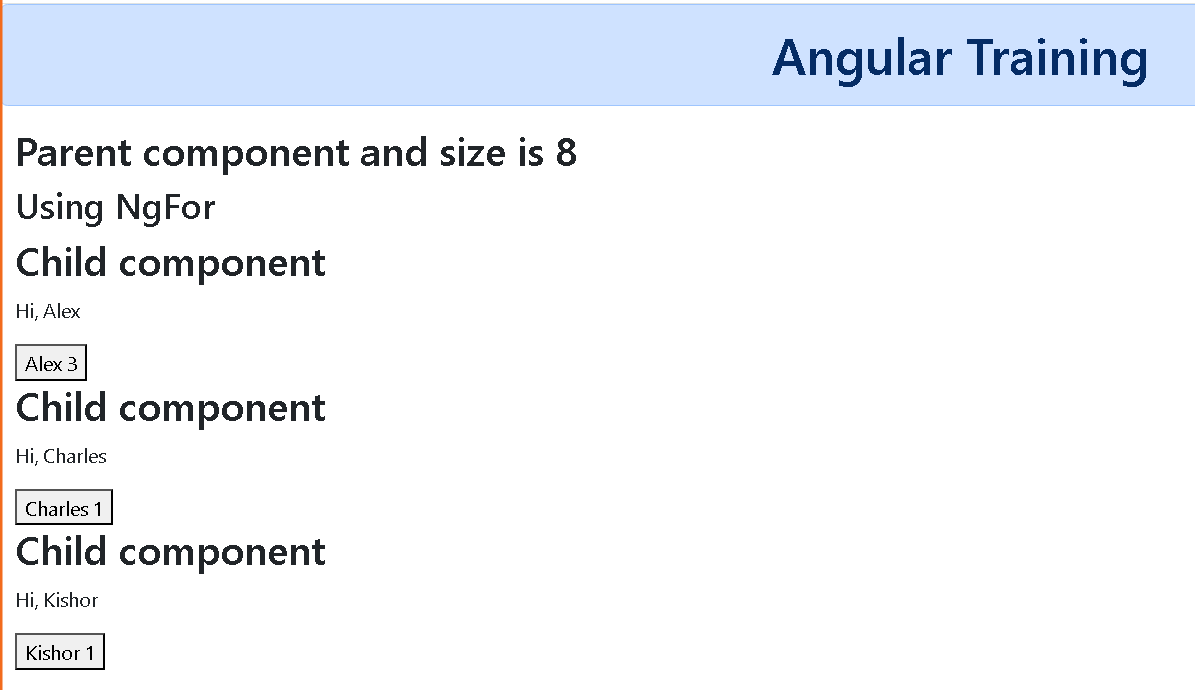 Angular Training
Parent component and size is 8
Using NgFor
Child component
Hi, Alex
Alex 3
Child component
Hi, Charles
Charles 1
Child component
Hi, Kishor
Kishor 1